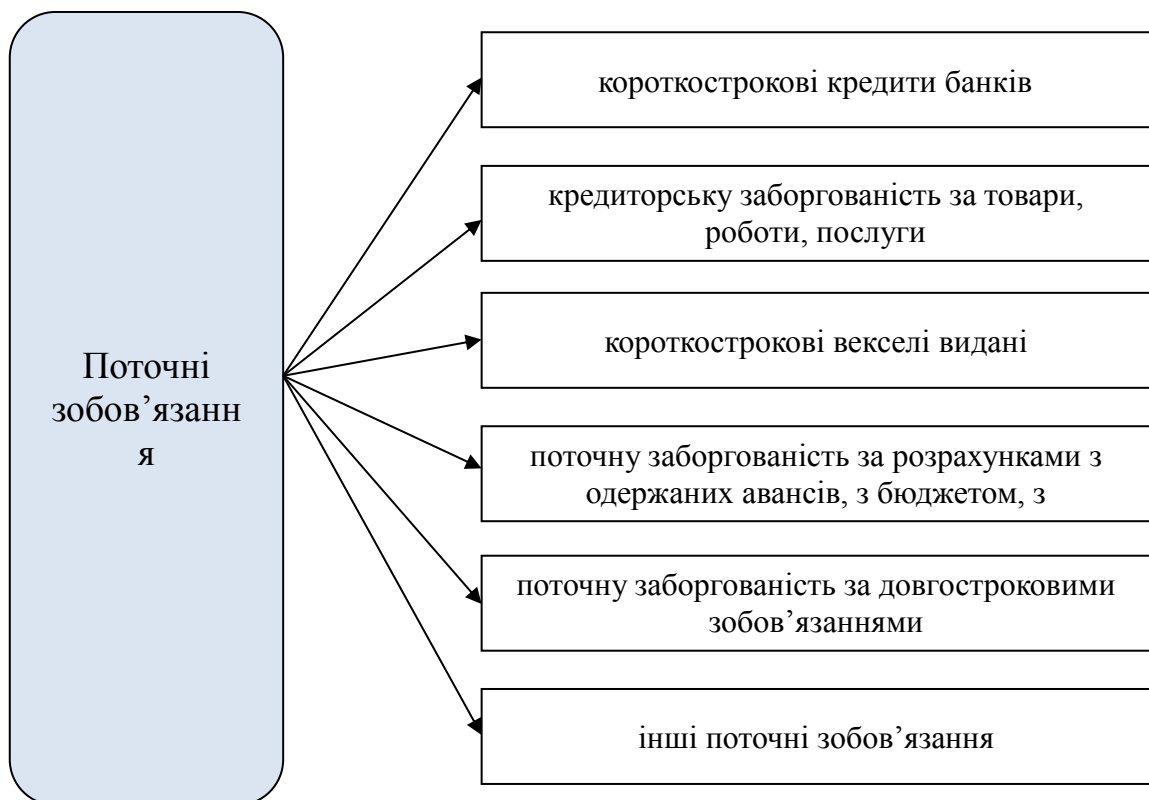 Поточні
зобов’язанн
я
короткострокові кредити банків
кредиторську заборгованість за товари,
роботи, послуги
короткострокові векселі видані
поточну заборгованість за розрахунками з
одержаних авансів, з бюджетом, з
поточну заборгованість за довгостроковими
зобов’язаннями
інші поточні зобов’язання